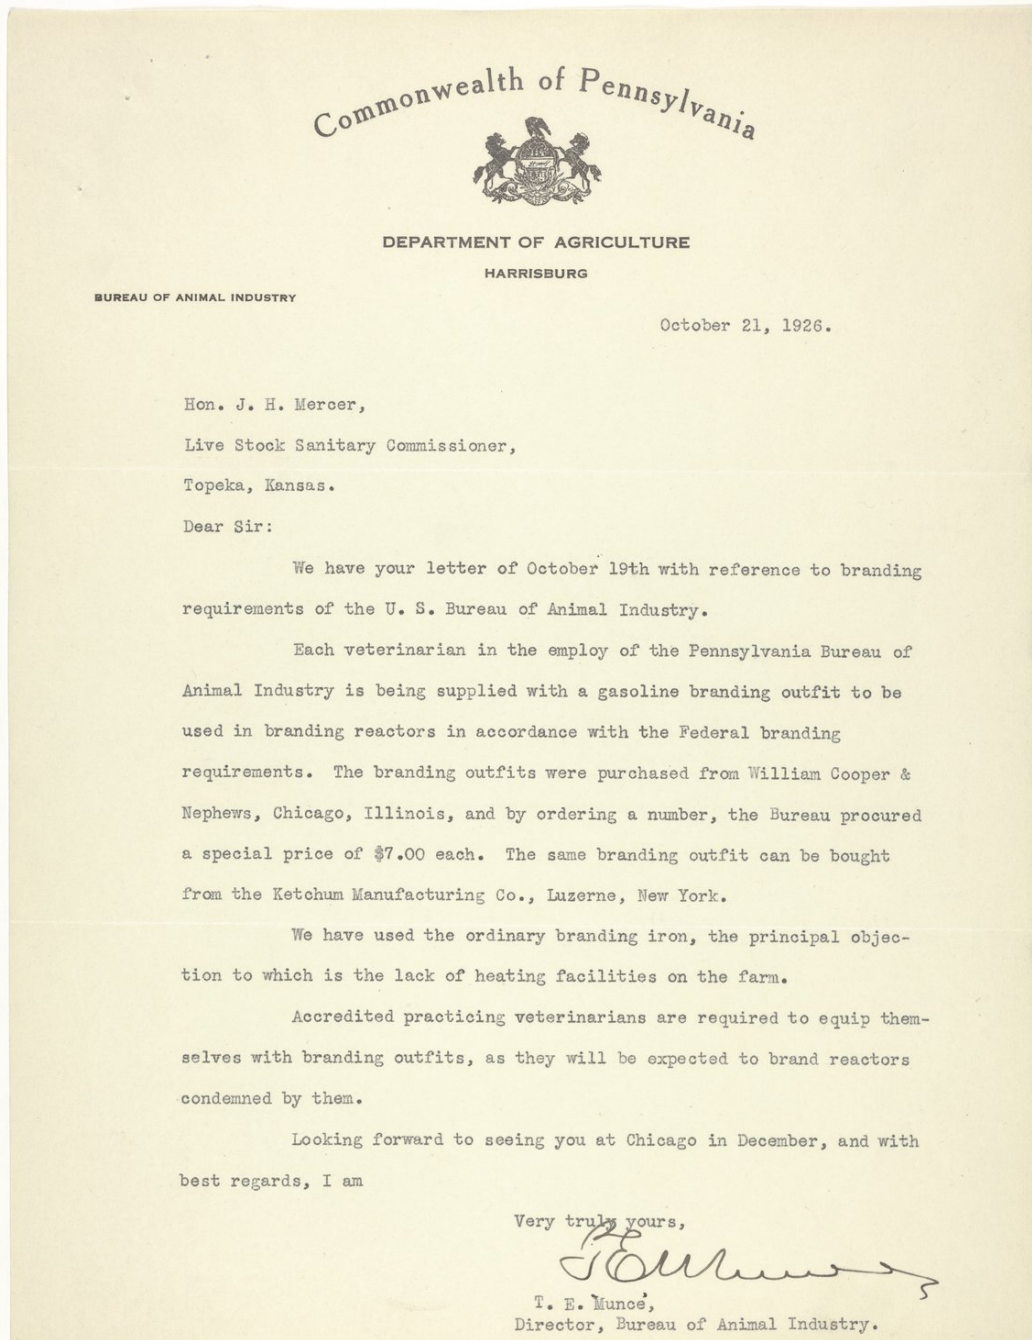 Commonwealth of Pennsylvania
DEPARTMENT OF AGRICULTURE
HARRISBURG
BUREAU OF ANIMAL INDUSTRY
October 21, 1926.
Hon. J. H. Mercer,
Live Stock Sanitary Commissioner,
Topeka, Kansas.
Dear Sir:
We have your letter of October 19th with reference to branding
requirements of the U. S. Bureau of Animal Industry.
Each veterinarian in the employ of the Pennsylvania Bureau of
Animal Industry is being supplied with a gasoline branding outfit to be
used in branding reactors in accordance with the Federal branding
requirements. The branding outfits were purchased from William Cooper &
Nephews, Chicago, Illinois, and by ordering a number, the Bureau procured
a special price of $7.00 each. The same branding outfit can be bought
from the Ketchum Manufacturing Co., Luzerne, New York.
We have used the ordinary branding iron, the principal objec-
tion to which is the lack of heating facilities on the farm.
Accredited practicing veterinarians are required to equip them-
selves with branding outfits, as they will be expected to brand reactors
condemned by them.
Looking forward to seeing you at Chicago in December, and with
best regards, I am
Very truly yours,
T E Munce
T. E. Munce,
Director, Bureau of Animal Industry.